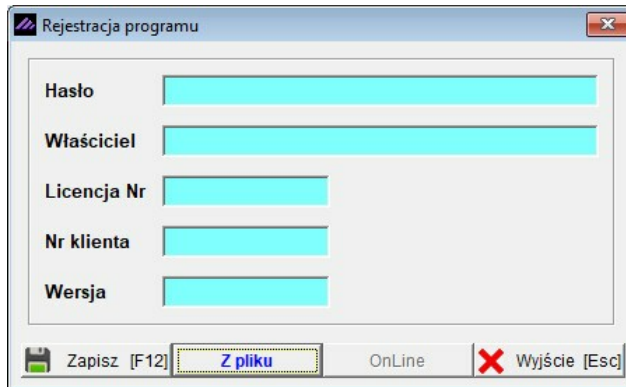 Rejestracja programu
Hasło
Właściciel
Licencja Nr
Nr klienta
Wersja
Zapisz [F12] Z pliku OnLine Wyjście [Esc]